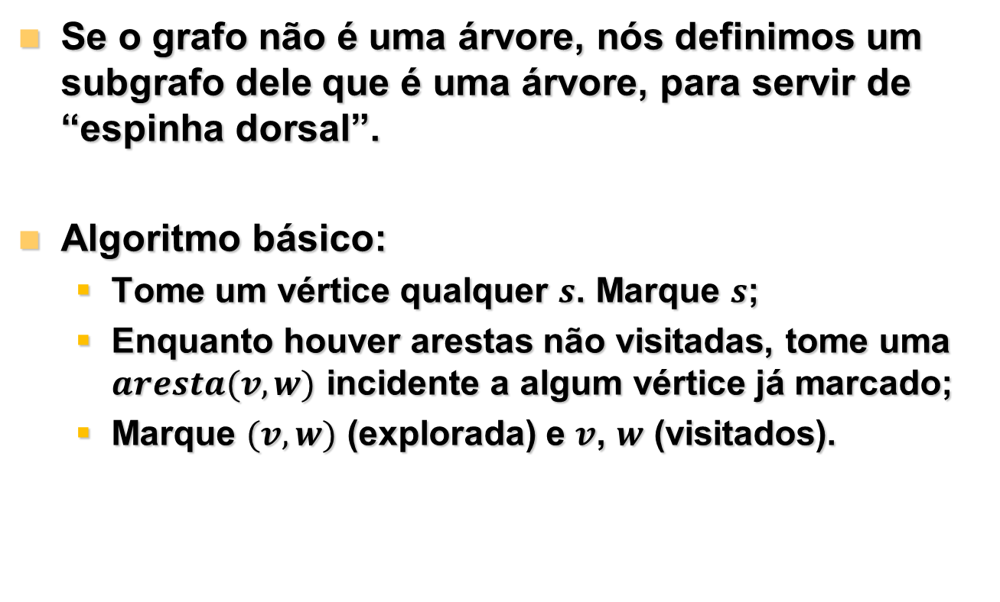 Se o grafo não é uma árvore, nós definimos um
subgrafo dele que é uma árvore, para servir de
“espinha dorsal”.
Algoritmo básico:
Tome um vértice qualquer 𝒔. Marque 𝒔;
Enquanto houver arestas não visitadas, tome uma
𝒂𝒓𝒆𝒔𝒕𝒂(𝒗,𝒘) incidente a algum vértice já marcado;
Marque (𝒗,𝒘) (explorada) e 𝒗, 𝒘 (visitados).